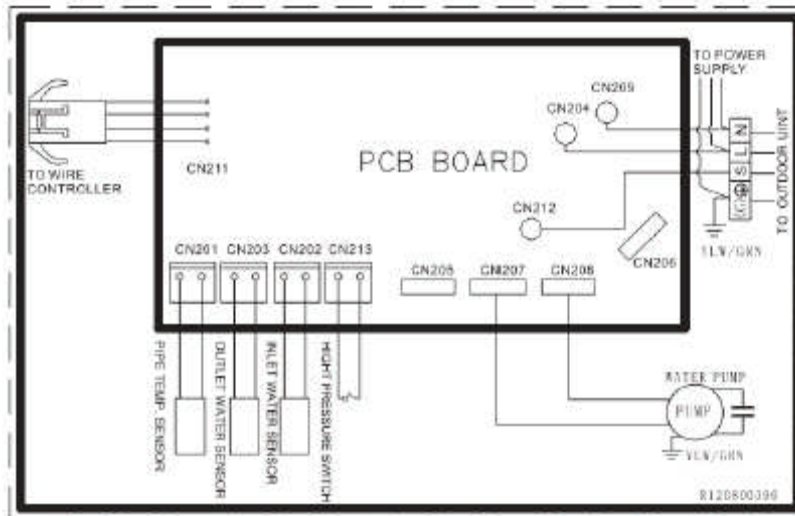 TO POWER
SUPPLY
CN209
CN204
N
L
S
TO OUTDOOR UINT
YLW/GRN
TO WIRE
CONTROLLER
CN211
PCB BOARD
CN212
CN206
CN201
CN203
CN202
CN213
CN205
CN207
CN208
PIPE TEMP. SENSOR
OUTLET WATER SENSOR
INLET WATER SENSOR
HIGHT PRESSURE SWITCH
WATER PUMP
PUMP
YLW/GRN
R120800396